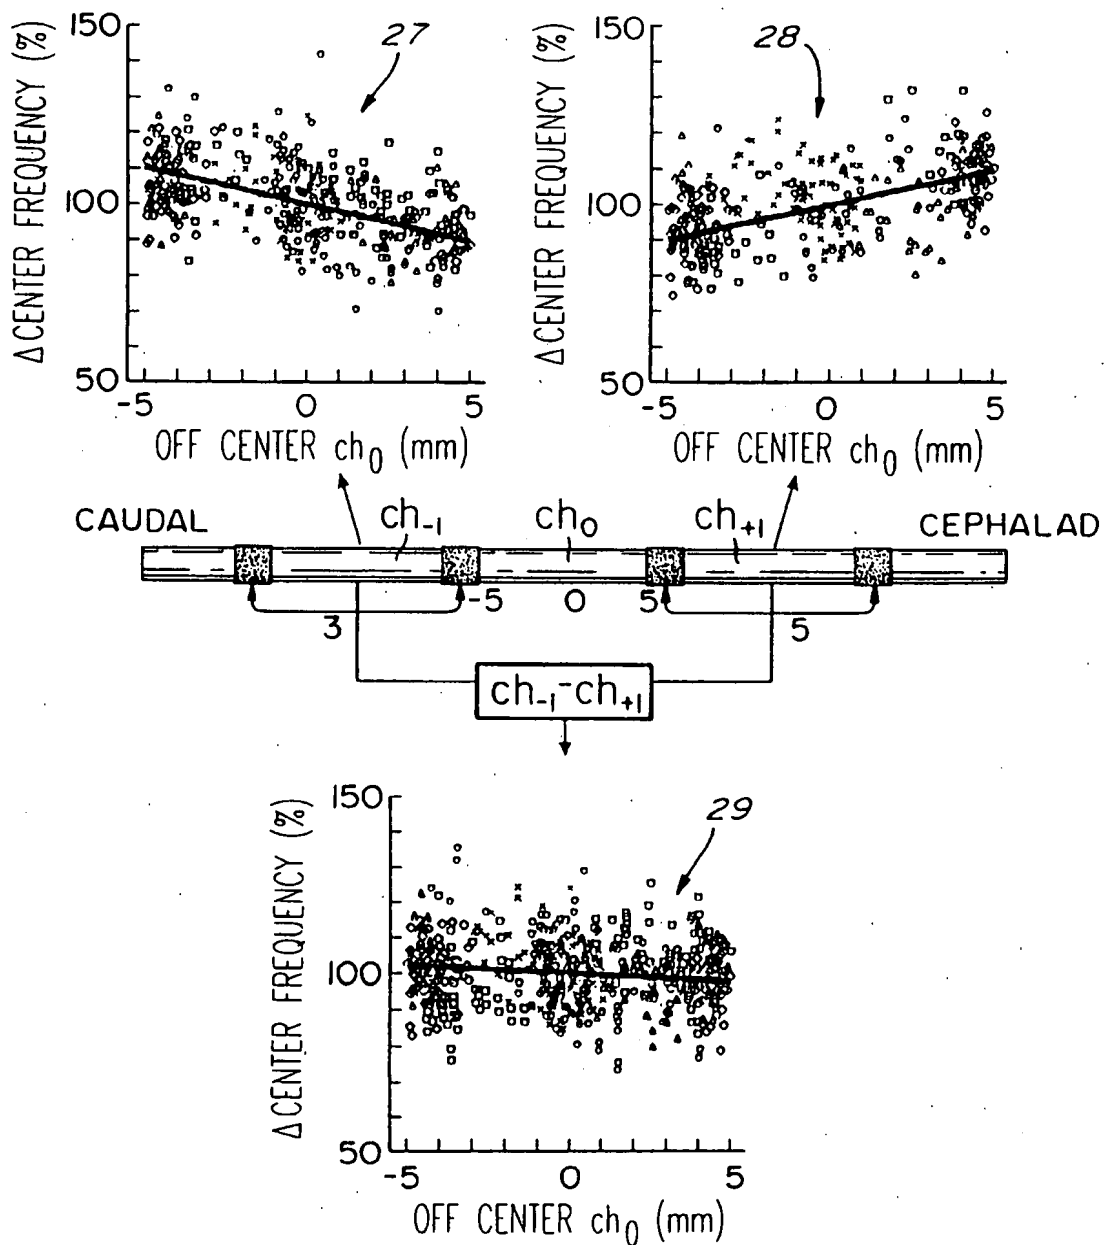 150
27
ΔCENTER FREQUENCY (%)
100
50
-5 0 5
OFF CENTER ch₀ (mm)
150
28
ΔCENTER FREQUENCY (%)
100
50
-5 0 5
OFF CENTER ch₀ (mm)
CAUDAL ch₋₁ ch₀ ch₊₁ CEPHALAD
-5 0 5
3 5
ch₋₁-ch₊₁
150
29
ΔCENTER FREQUENCY (%)
100
50
-5 0 5
OFF CENTER ch₀ (mm)